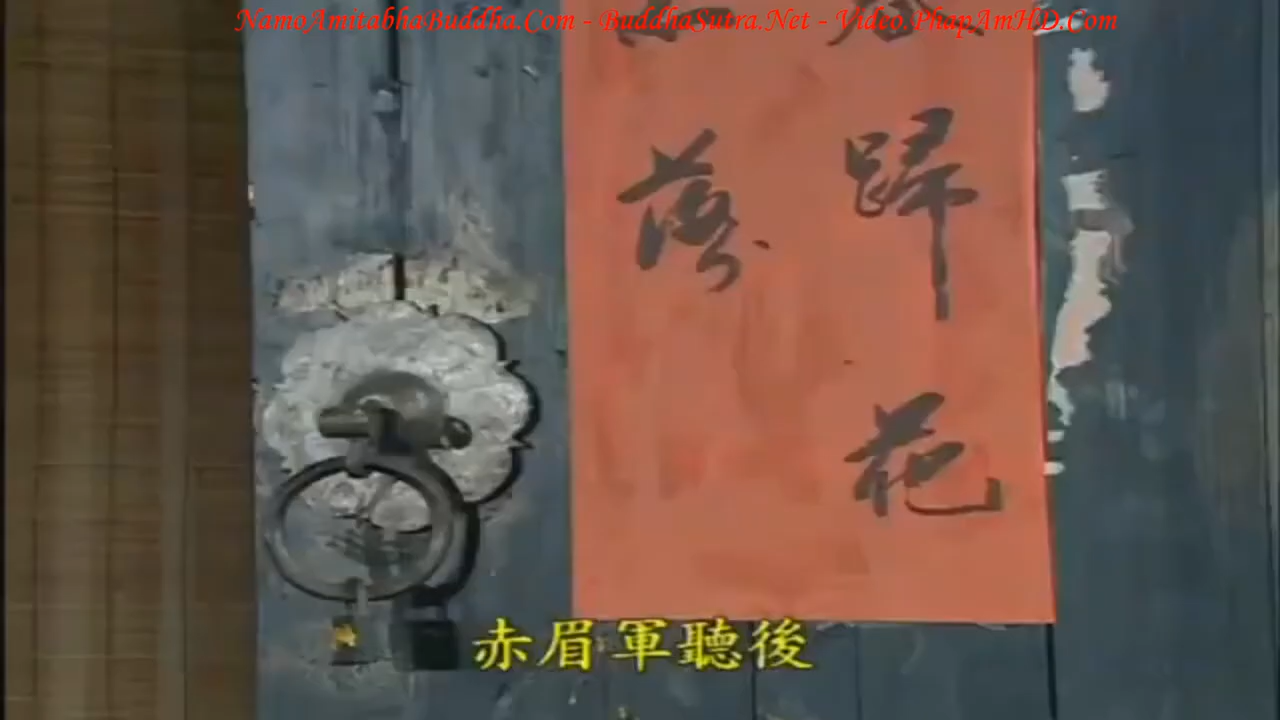 NamoAmitabhaBuddha.Com - BuddhaSutra.Net - Video.PhapAmHD.Com
歸花
落
赤眉軍聽後